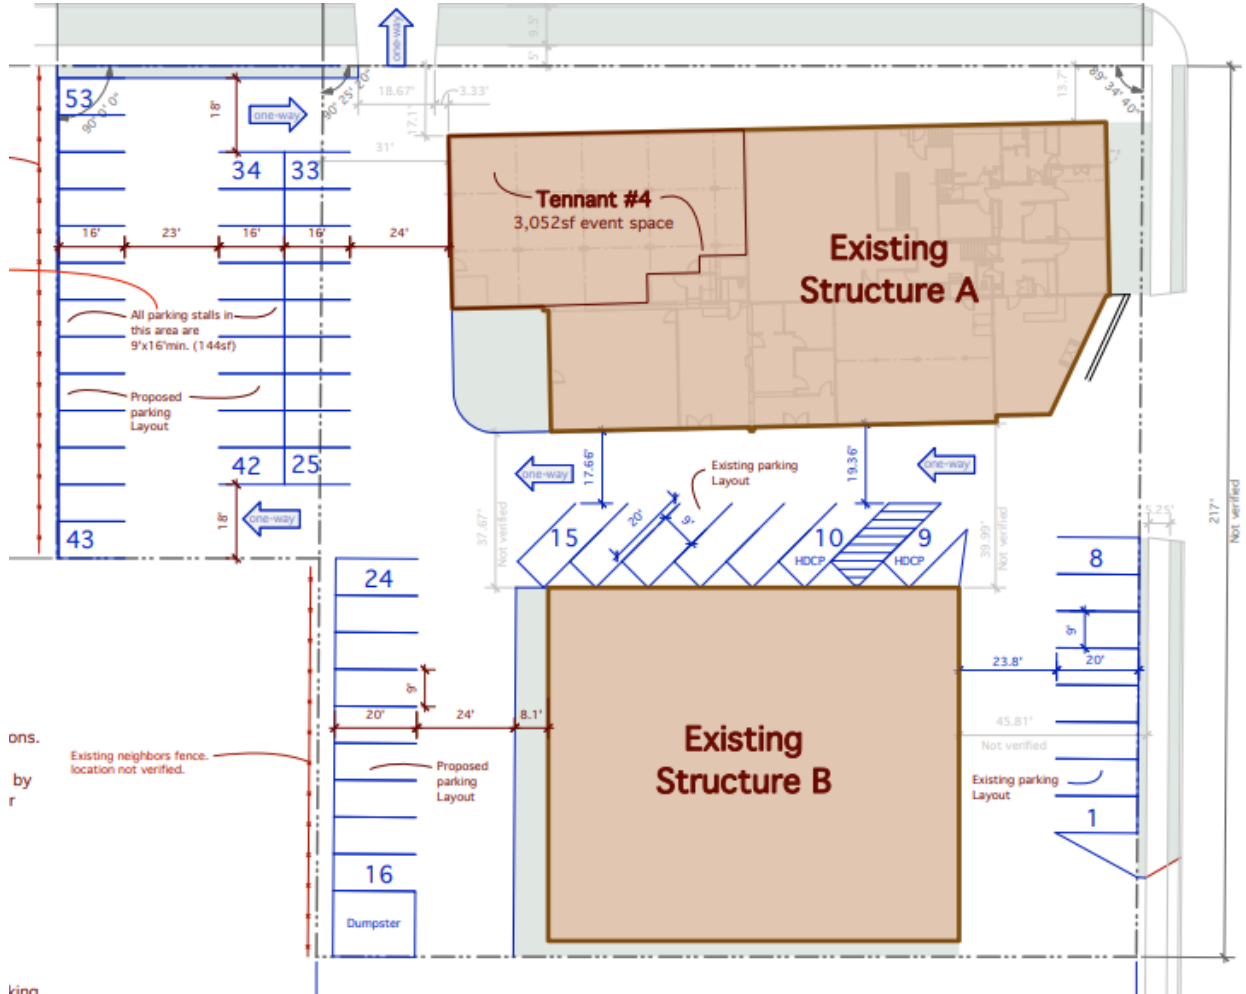 one-way
9.5'
5'
53
90° 0' 0"
18'
one-way
90° 25' 20"
18.67'
3.33'
17.1'
13.7'
89° 34' 40"
31'
34
33
Tennant #4
3,052sf event space
16'
23'
16'
16'
24'
Existing
Structure A
All parking stalls in
this area are
9'x16'min. (144sf)
Proposed
parking
Layout
42
25
one-way
17.66'
Existing parking
Layout
19.36'
one-way
43
18'
one-way
37.67'
Not verified
15
20'
9'
10
HDCP
9
HDCP
39.99'
Not verified
5.25'
217'
Not verified
8
24
9'
9'
23.8'
20'
20'
24'
8.1'
45.81'
Not verified
ons.
Existing neighbors fence.
location not verified.
by
r
Proposed
parking
Layout
Existing
Structure B
Existing parking
Layout
1
16
Dumpster
king